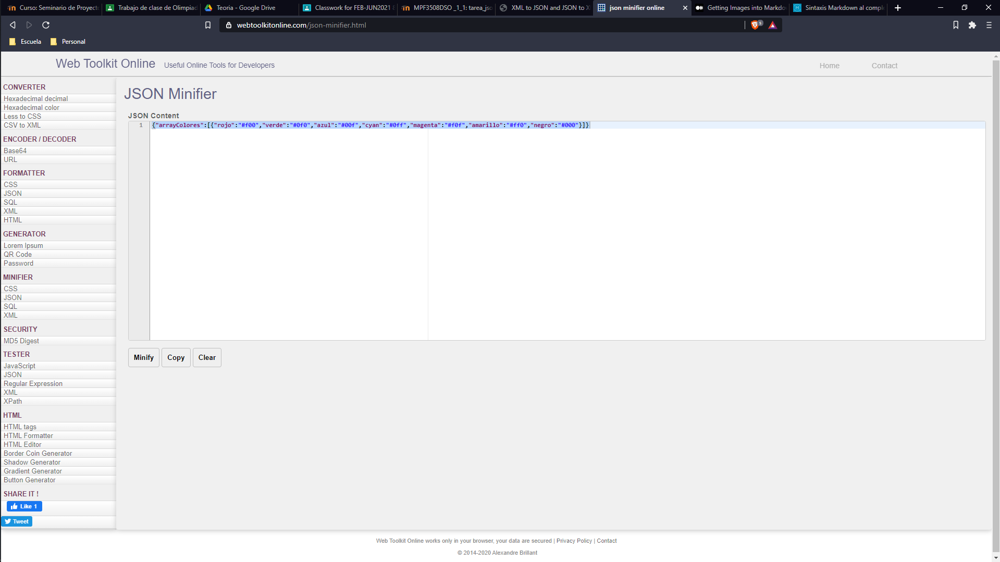 Curso: Seminario de Proyecto
Trabajo de clase de Olimpiad
Teoria - Google Drive
Classwork for FEB-JUN2021 8
MPF3508DSO _1_1: tarea_jso
XML to JSON and JSON to X
json minifier online
Getting Images into Markdo
Sintaxis Markdown al compl
webtoolkitonline.com/json-minifier.html
5
Escuela
Personal
Web Toolkit Online
Useful Online Tools for Developers
Home
Contact
CONVERTER
Hexadecimal decimal
Hexadecimal color
Less to CSS
CSV to XML
ENCODER / DECODER
Base64
URL
FORMATTER
CSS
JSON
SQL
XML
HTML
GENERATOR
Lorem Ipsum
QR Code
Password
MINIFIER
CSS
JSON
SQL
XML
SECURITY
MD5 Digest
TESTER
JavaScript
JSON
Regular Expression
XML
XPath
HTML
HTML tags
HTML Formatter
HTML Editor
Border Coin Generator
Shadow Generator
Gradient Generator
Button Generator
SHARE IT !
Like 1
Tweet
JSON Minifier
JSON Content
1
{"arrayColores":[{"rojo":"#f00","verde":"#0f0","azul":"#00f","cyan":"#0ff","magenta":"#f0f","amarillo":"#ff0","negro":"#000"}]}
Minify
Copy
Clear
Web Toolkit Online works only in your browser, your data are secured | Privacy Policy | Contact
© 2014-2020 Alexandre Brillant